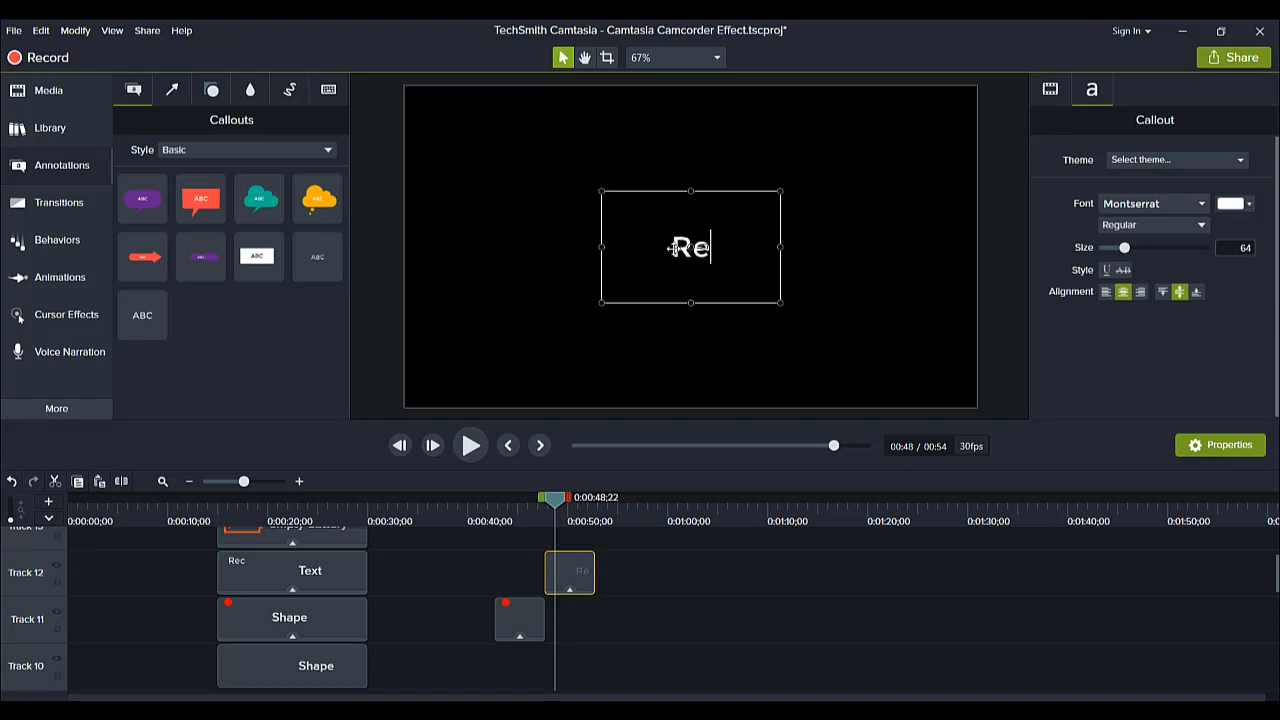 File Edit Modify View Share Help
TechSmith Camtasia - Camtasia Camcorder Effect.tscproj*
Sign In
Record
67%
Share
Media
Library
Annotations
Transitions
Behaviors
Animations
Cursor Effects
Voice Narration
More
Callouts
Style Basic
ABC ABC ABC ABC
ABC ABC
ABC
Re
a
Callout
Theme Select theme...
Font Montserrat
Regular
Size 64
Style U AB
Alignment
00:48 / 00:54 30fps
Properties
0:00:48;22
0:00:00;00 0:00:10;00 0:00:20;00 0:00:30;00 0:00:40;00 0:00:50;00 0:01:00;00 0:01:10;00 0:01:20;00 0:01:30;00 0:01:40;00 0:01:50;00
Track 12 Rec Text Re
Track 11 Shape
Track 10 Shape